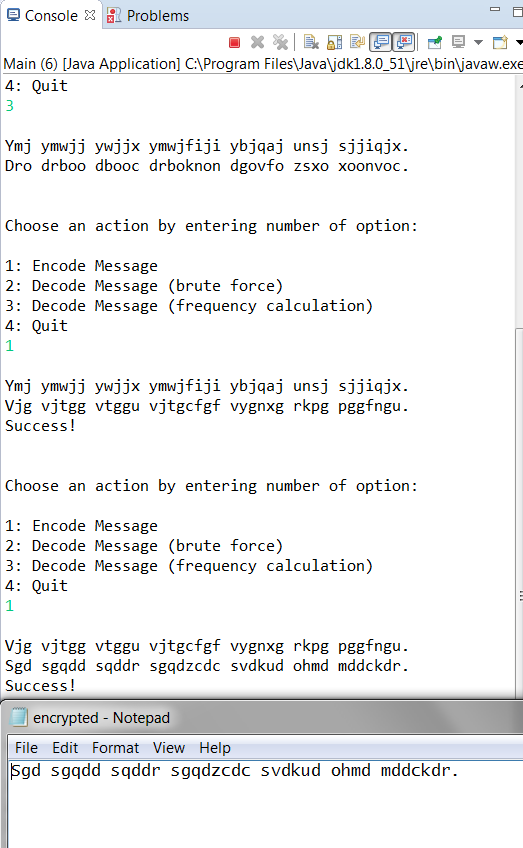 Console Problems
Main (6) [Java Application] C:\Program Files\Java\jdk1.8.0_51\jre\bin\javaw.exe
4: Quit
3
Ymj ymwjj ywjjx ymwjfiji ybjqaj unsj sjjiqjx.
Dro drboo dbooc drboknon dgovfo zsxo xoonvoc.
Choose an action by entering number of option:
1: Encode Message
2: Decode Message (brute force)
3: Decode Message (frequency calculation)
4: Quit
1
Ymj ymwjj ywjjx ymwjfiji ybjqaj unsj sjjiqjx.
Vjg vjtgg vtggu vjtgcfgf vygnxg rkpg pggfngu.
Success!
Choose an action by entering number of option:
1: Encode Message
2: Decode Message (brute force)
3: Decode Message (frequency calculation)
4: Quit
1
Vjg vjtgg vtggu vjtgcfgf vygnxg rkpg pggfngu.
Sgd sgqdd sqddr sgqdzcdc svdkud ohmd mddckdr.
Success!
encrypted - Notepad
File Edit Format View Help
Sgd sgqdd sqddr sgqdzcdc svdkud ohmd mddckdr.